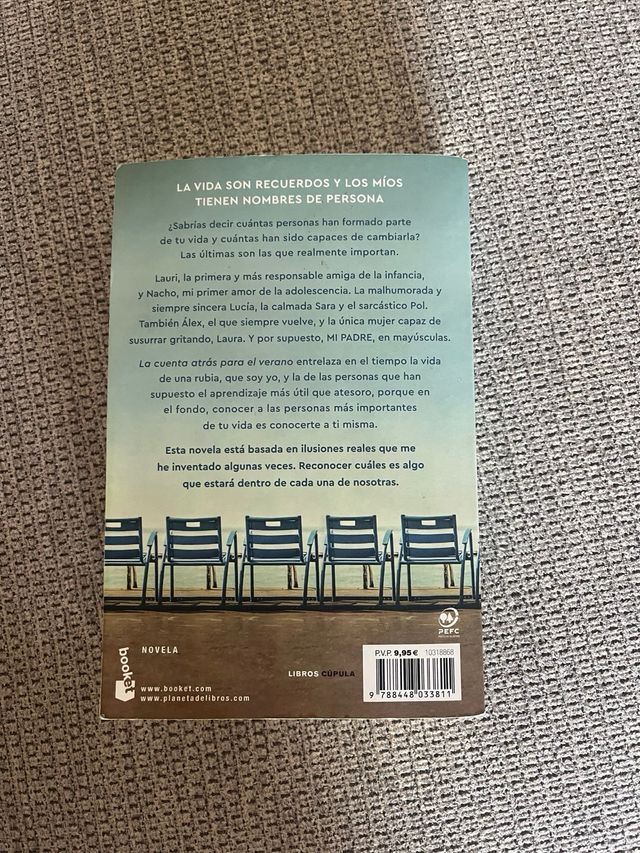 LA VIDA SON RECUERDOS Y LOS MÍOS
TIENEN NOMBRES DE PERSONA
¿Sabrías decir cuántas personas han formado parte
de tu vida y cuántas han sido capaces de cambiarla?
Las últimas son las que realmente importan.
Lauri, la primera y más responsable amiga de la infancia,
y Nacho, mi primer amor de la adolescencia. La malhumorada y
siempre sincera Lucía, la calmada Sara y el sarcástico Pol.
También Álex, el que siempre vuelve, y la única mujer capaz de
susurrar gritando, Laura. Y por supuesto, MI PADRE, en mayúsculas.
La cuenta atrás para el verano entrelaza en el tiempo la vida
de una rubia, que soy yo, y la de las personas que han
supuesto el aprendizaje más útil que atesoro, porque en
el fondo, conocer a las personas más importantes
de tu vida es conocerte a ti misma.
Esta novela está basada en ilusiones reales que me
he inventado algunas veces. Reconocer cuáles es algo
que estará dentro de cada una de nosotras.
PEFC
booket
NOVELA
www.booket.com
www.planetadelibros.com
LIBROS CÚPULA
P.V.P. 9,95 € 10318868
9 788448 033811